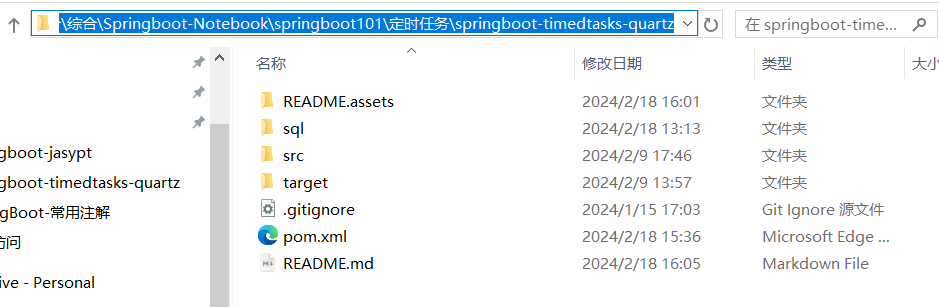 \综合\Springboot-Notebook\springboot101\定时任务\springboot-timedtasks-quartz
在 springboot-time...
名称 修改日期 类型 大小
README.assets 2024/2/18 16:01 文件夹
sql 2024/2/18 13:13 文件夹
src 2024/2/9 17:46 文件夹
target 2024/2/9 13:57 文件夹
.gitignore 2024/1/15 17:03 Git Ignore 源文件
pom.xml 2024/2/18 15:36 Microsoft Edge ...
README.md 2024/2/18 16:05 Markdown File
ngboot-jasypt
ngboot-timedtasks-quartz
ngBoot-常用注解
访问
ive - Personal